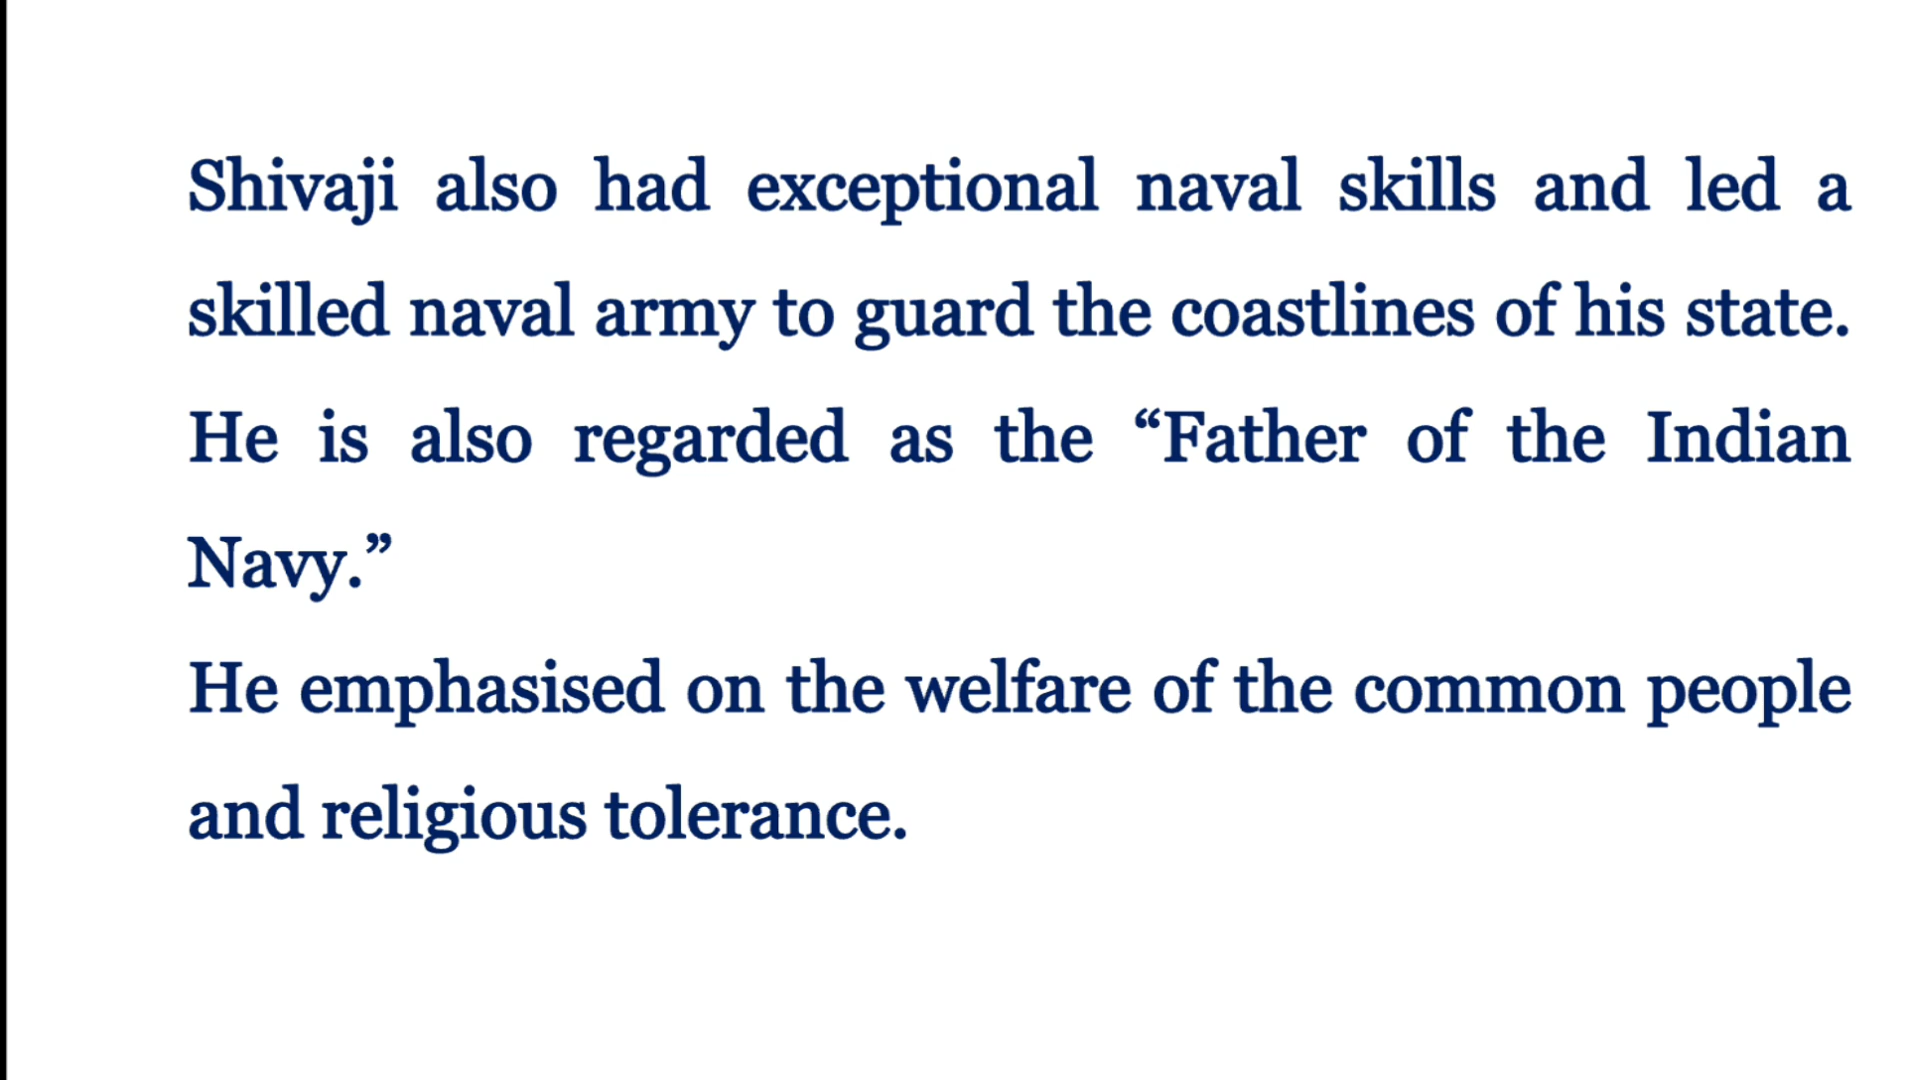 Shivaji also had exceptional naval skills and led a
skilled naval army to guard the coastlines of his state.
He is also regarded as the “Father of the Indian
Navy.”
He emphasised on the welfare of the common people
and religious tolerance.